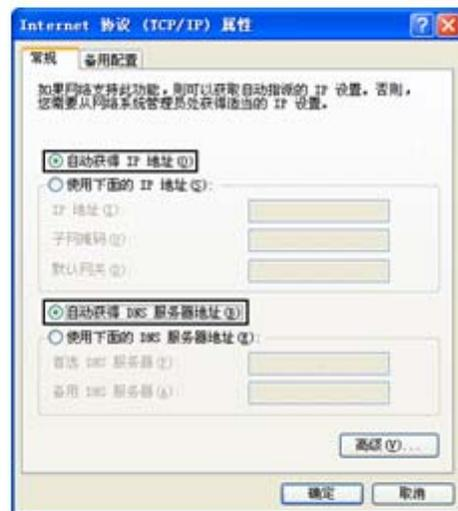 Internet 协议 (TCP/IP) 属性
常规
备用配置
如果网络支持此功能，则可以获取自动指派的 IP 设置。否则，
您需要从网络系统管理员处获得适当的 IP 设置。
自动获得 IP 地址(O)
使用下面的 IP 地址(S):
IP 地址(I):
子网掩码(U):
默认网关(D):
自动获得 DNS 服务器地址(B)
使用下面的 DNS 服务器地址(E):
首选 DNS 服务器(P):
备用 DNS 服务器(A):
高级(V)...
确定
取消